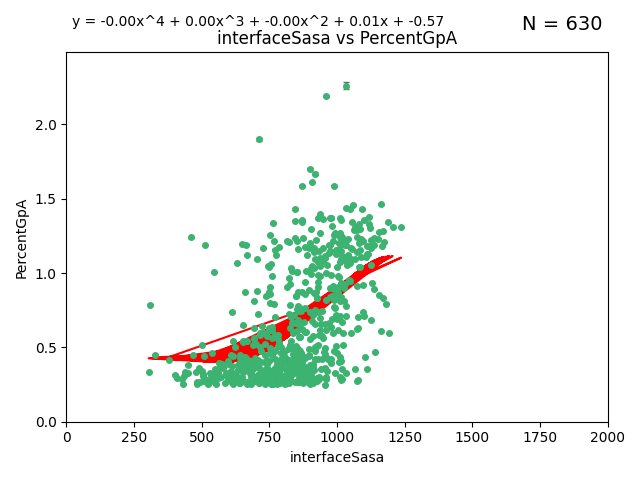 y = -0.00x^4 + 0.00x^3 + -0.00x^2 + 0.01x + -0.57
N = 630
interfaceSasa vs PercentGpA
PercentGpA
2.0
1.5
1.0
0.5
0.0
0 250 500 750 1000 1250 1500 1750 2000
interfaceSasa